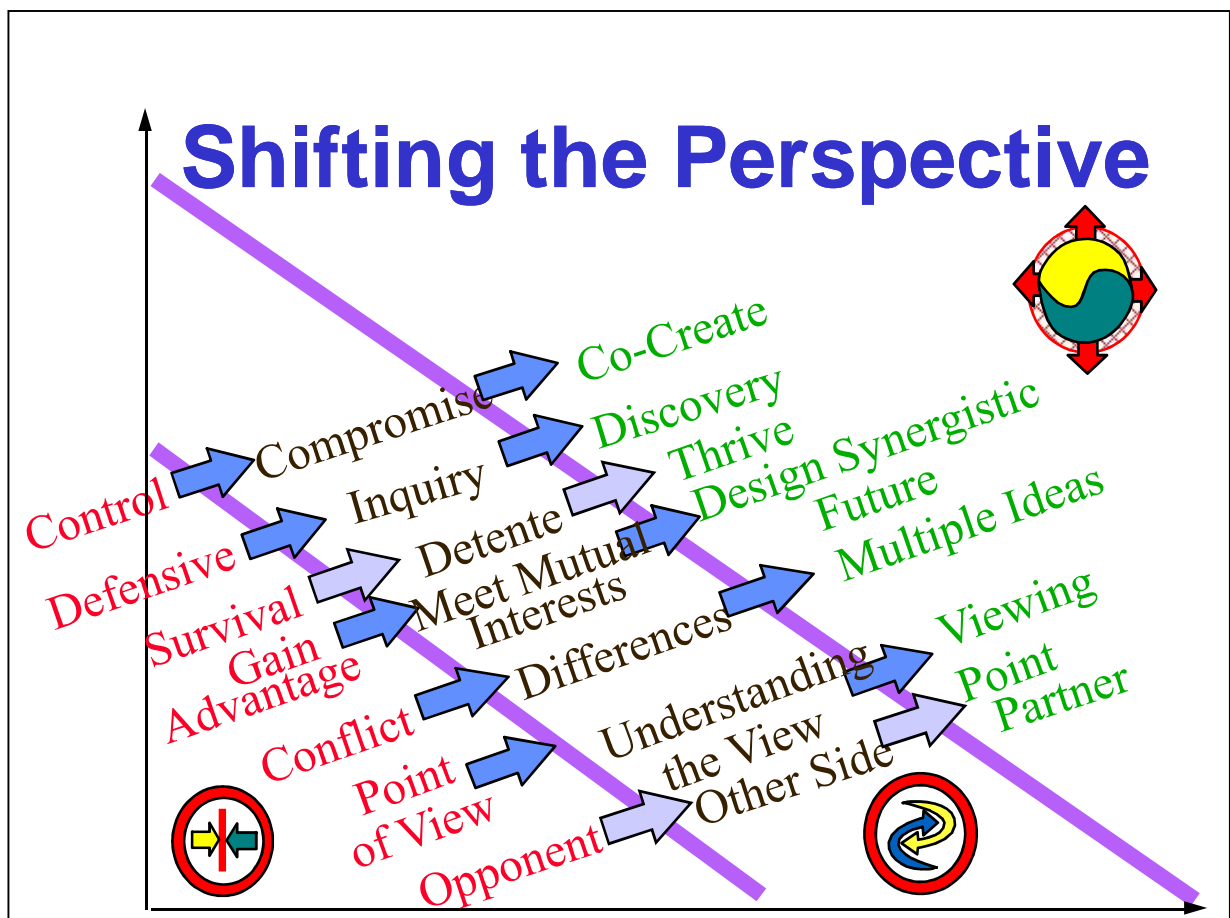 Shifting the Perspective
Control
Compromise
Co-Create
Defensive
Inquiry
Discovery
Survival
Detente
Thrive
Gain
Advantage
Meet Mutual
Interests
Design Synergistic
Future
Conflict
Differences
Multiple Ideas
Point
of View
Understanding
the View
Viewing
Point
Opponent
Other Side
Partner